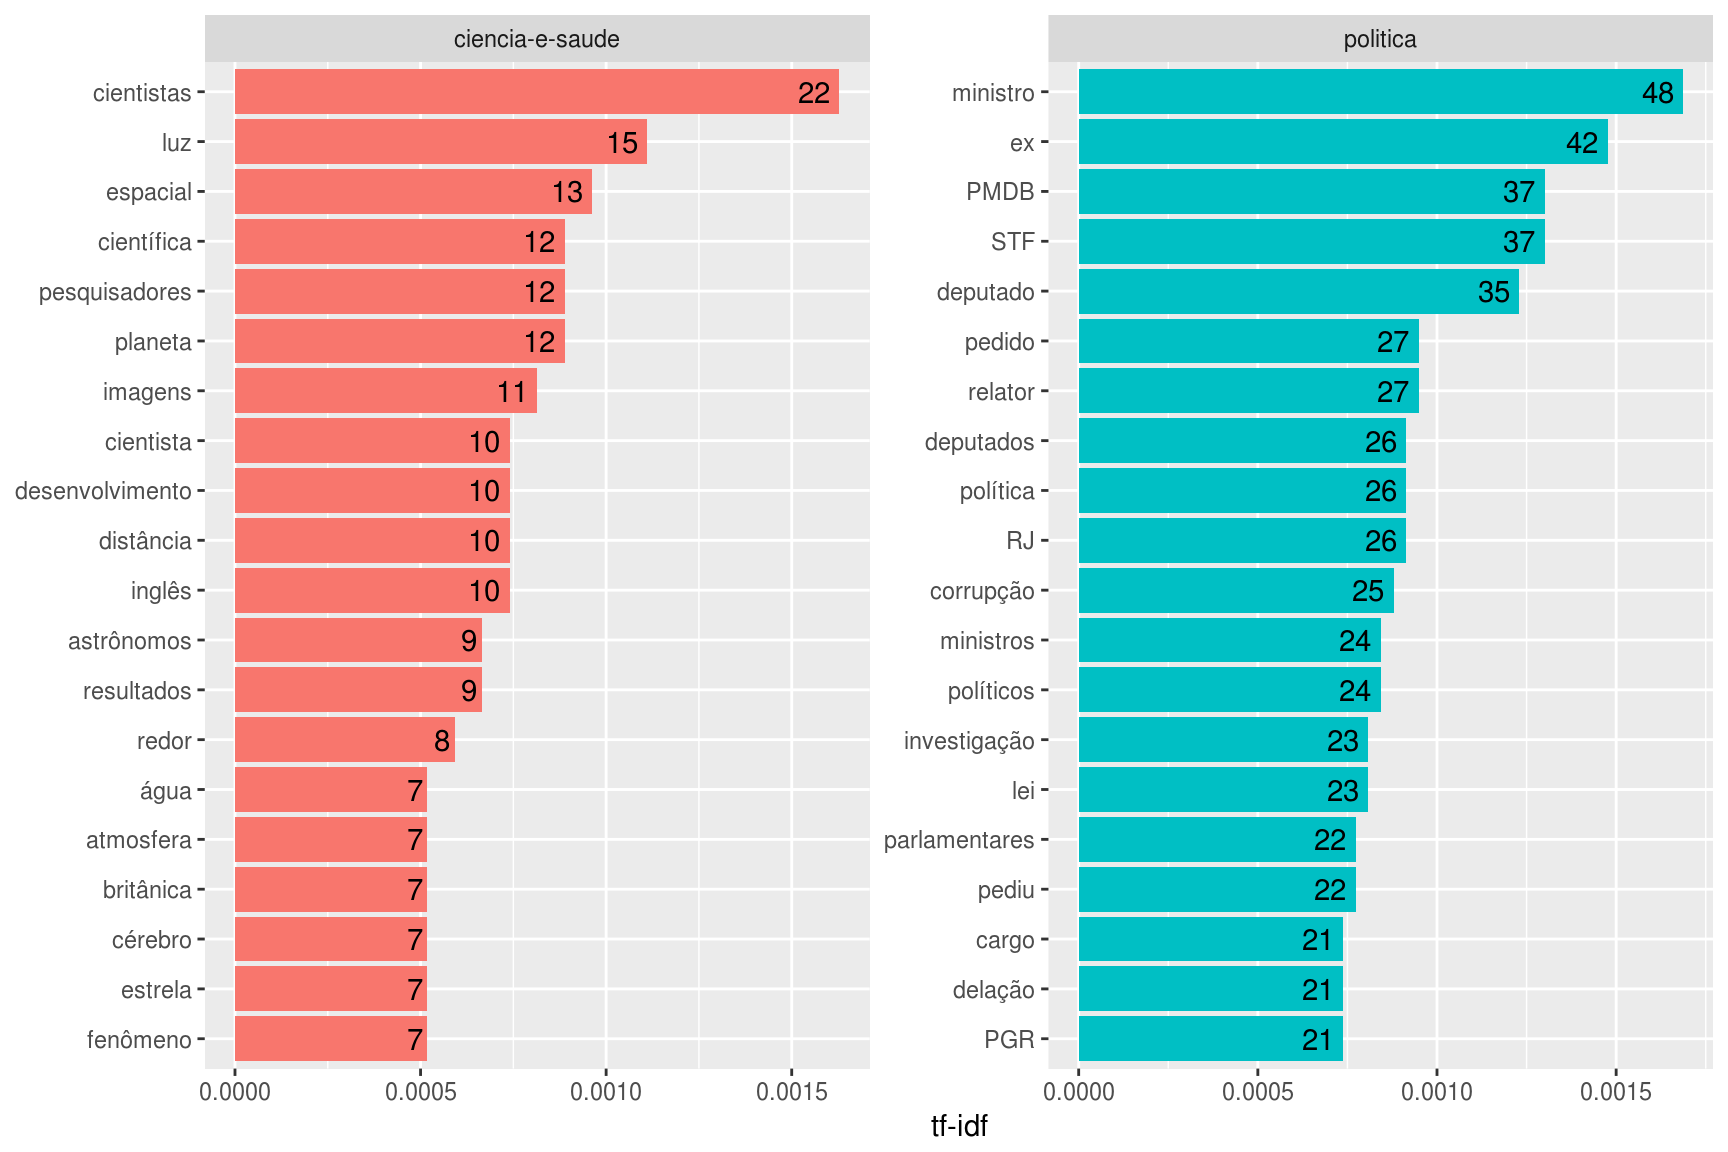 ciencia-e-saude
cientistas 22
luz 15
espacial 13
científica 12
pesquisadores 12
planeta 12
imagens 11
cientista 10
desenvolvimento 10
distância 10
inglês 10
astrônomos 9
resultados 9
redor 8
água 7
atmosfera 7
britânica 7
cérebro 7
estrela 7
fenômeno 7
0.0000 0.0005 0.0010 0.0015
politica
ministro 48
ex 42
PMDB 37
STF 37
deputado 35
pedido 27
relator 27
deputados 26
política 26
RJ 26
corrupção 25
ministros 24
políticos 24
investigação 23
lei 23
parlamentares 22
pediu 22
cargo 21
delação 21
PGR 21
0.0000 0.0005 0.0010 0.0015
tf-idf